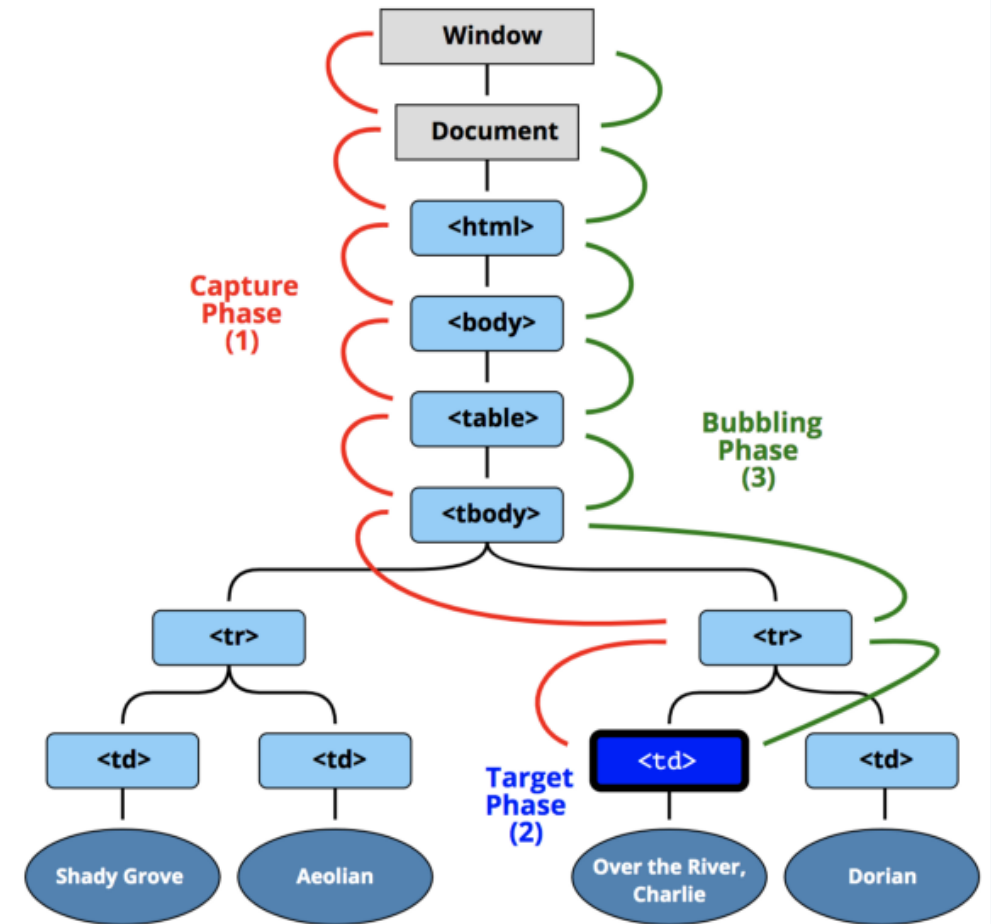 Window
Document
<html>
Capture
Phase
(1)
<body>
<table>
Bubbling
Phase
(3)
<tbody>
<tr>
<tr>
<td>
<td>
<td>
<td>
Target
Phase
(2)
Shady Grove
Aeolian
Over the River,
Charlie
Dorian